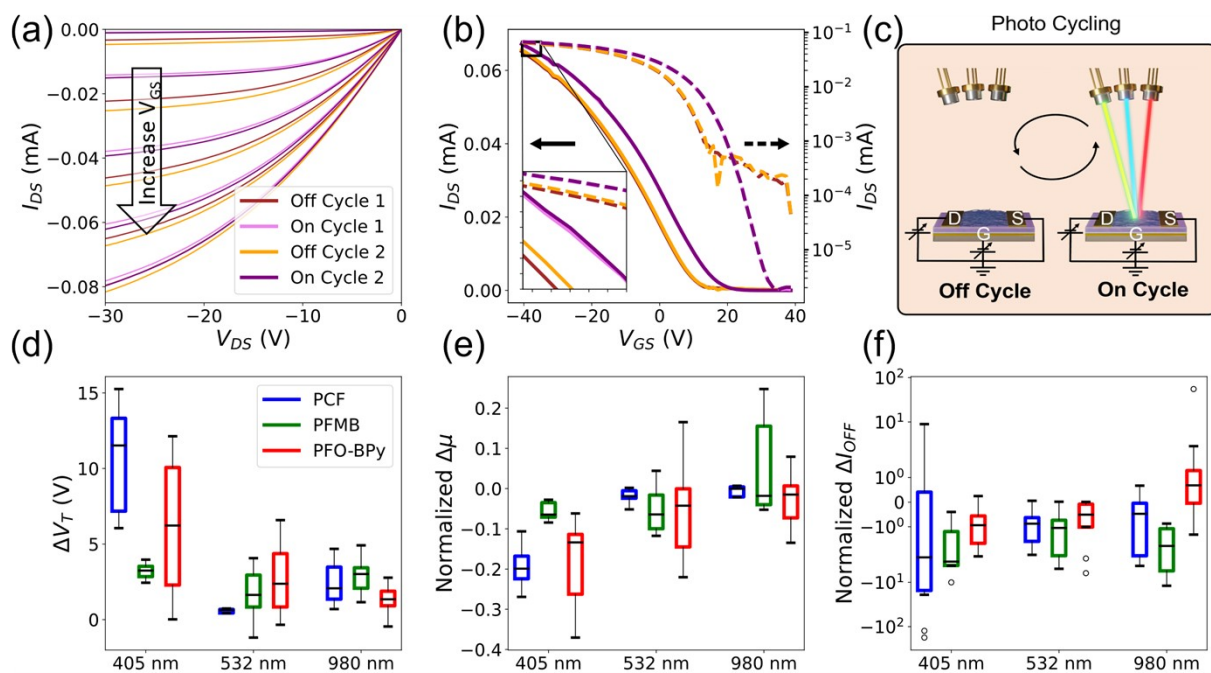 (a)
0.00
−0.02
−0.04
−0.06
−0.08
I_DS (mA)
Increase V_GS
Off Cycle 1
On Cycle 1
Off Cycle 2
On Cycle 2
−30
−20
−10
0
V_DS (V)
(b)
0.06
0.04
0.02
0.00
I_DS (mA)
10^−1
10^−2
10^−3
10^−4
10^−5
I_DS (mA)
−40
−20
0
20
40
V_GS (V)
(c)
Photo Cycling
D
S
G
D
S
G
Off Cycle
On Cycle
(d)
15
10
5
0
ΔV_T (V)
PCF
PFMB
PFO-BPy
405 nm
532 nm
980 nm
(e)
0.2
0.1
0.0
−0.1
−0.2
−0.3
−0.4
Normalized Δμ
405 nm
532 nm
980 nm
(f)
10^2
10^1
10^0
0
−10^0
−10^1
−10^2
Normalized ΔI_OFF
405 nm
532 nm
980 nm